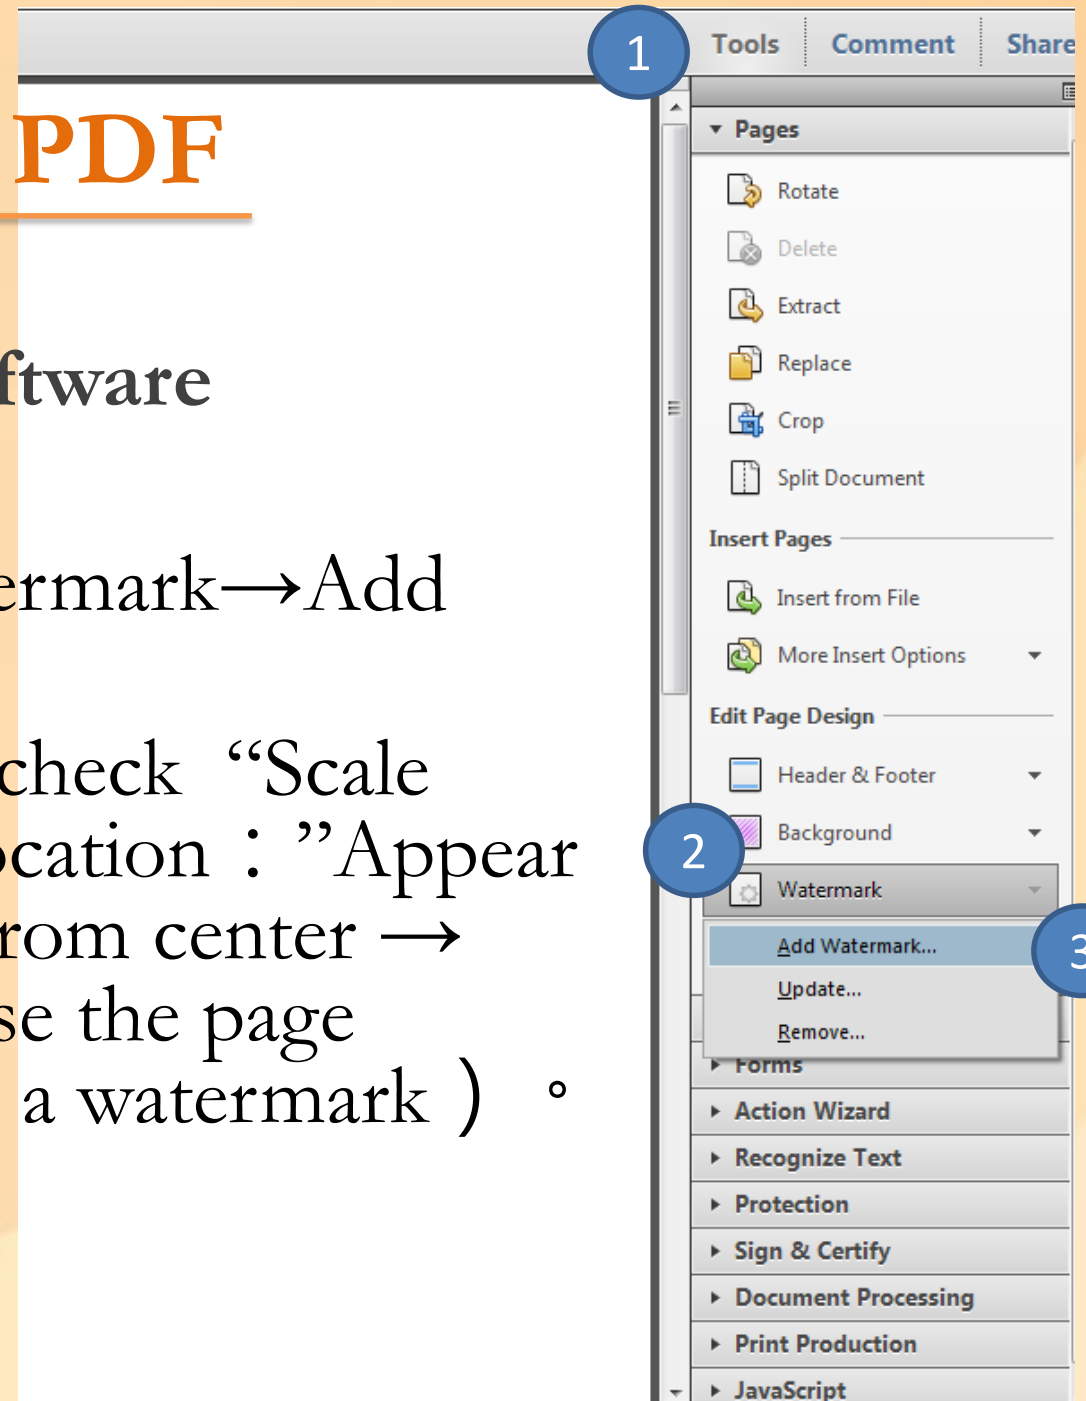 1
Tools
Comment
Share
PDF
ftware
ermark→Add
check “Scale
ocation：”Appear
rom center →
se the page
a watermark ) 。
Pages
Rotate
Delete
Extract
Replace
Crop
Split Document
Insert Pages
Insert from File
More Insert Options
Edit Page Design
Header & Footer
Background
2
Watermark
Add Watermark...
3
Update...
Remove...
Forms
Action Wizard
Recognize Text
Protection
Sign & Certify
Document Processing
Print Production
JavaScript